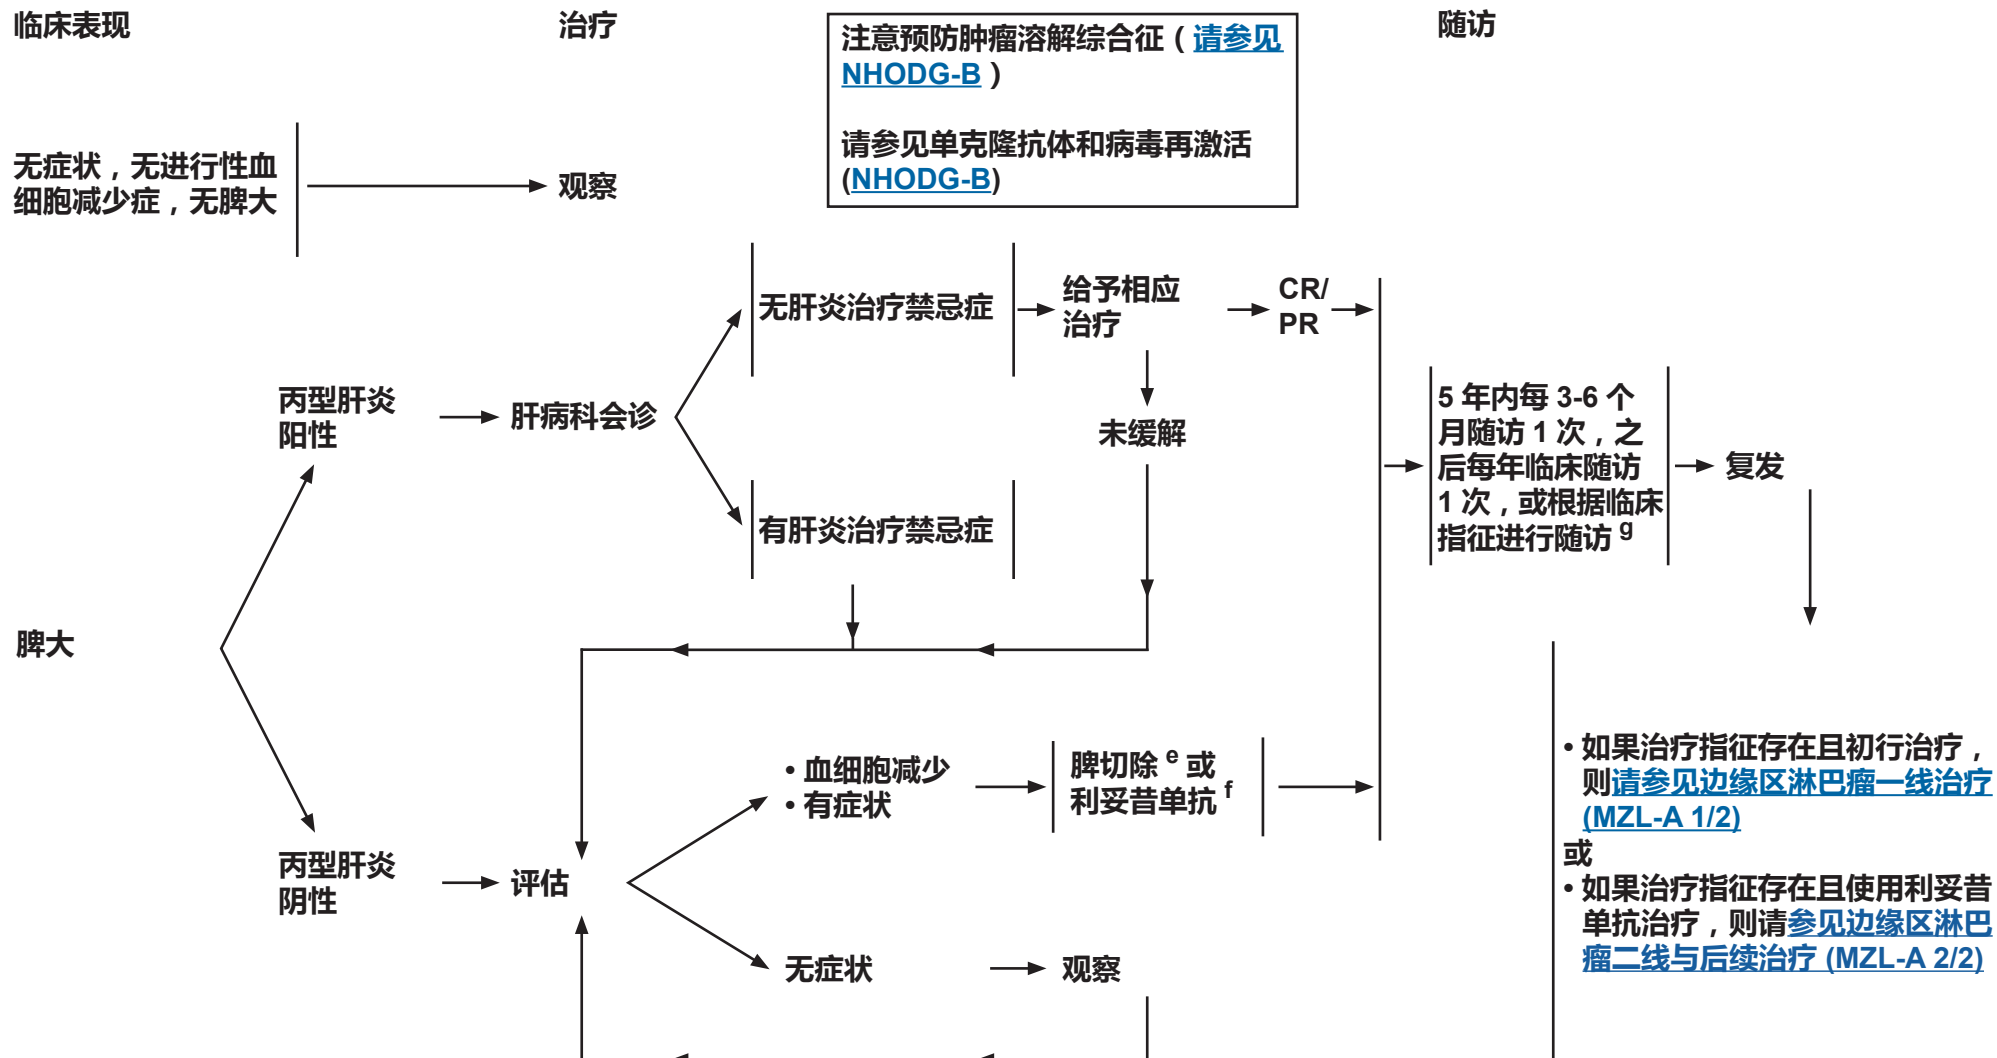 临床表现
治疗
随访
注意预防肿瘤溶解综合征（请参见
NHODG-B）
请参见单克隆抗体和病毒再激活
(NHODG-B)
无症状，无进行性血
细胞减少症，无脾大
观察
无肝炎治疗禁忌症
给予相应
治疗
CR/
PR
丙型肝炎
阳性
肝病科会诊
未缓解
有肝炎治疗禁忌症
5 年内每 3-6 个
月随访 1 次，之
后每年临床随访
1 次，或根据临床
指征进行随访 g
复发
脾大
• 血细胞减少
• 有症状
脾切除 e 或
利妥昔单抗 f
丙型肝炎
阴性
评估
无症状
观察
• 如果治疗指征存在且初行治疗，
则请参见边缘区淋巴瘤一线治疗
(MZL-A 1/2)
或
• 如果治疗指征存在且使用利妥昔
单抗治疗，则请参见边缘区淋巴
瘤二线与后续治疗 (MZL-A 2/2)